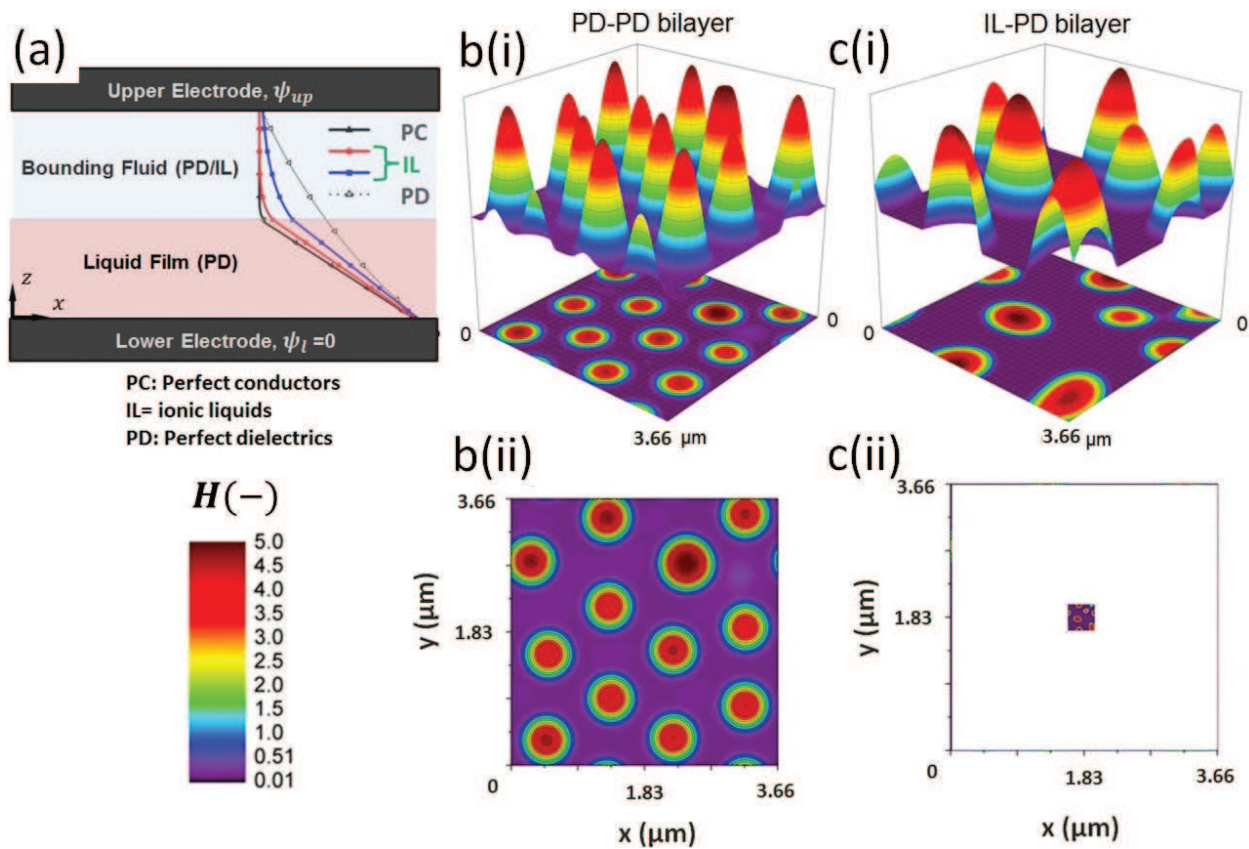 (a)
Upper Electrode, ψup
Bounding Fluid (PD/IL)
PC
IL
PD
Liquid Film (PD)
z
x
Lower Electrode, ψl =0
PC: Perfect conductors
IL= ionic liquids
PD: Perfect dielectrics
H(−)
5.0
4.5
4.0
3.5
3.0
2.5
2.0
1.5
1.0
0.51
0.01
b(i)
PD-PD bilayer
0
0
3.66 μm
c(i)
IL-PD bilayer
0
0
3.66 μm
b(ii)
3.66
y (μm)
1.83
0
1.83
3.66
x (μm)
c(ii)
3.66
y (μm)
1.83
0
1.83
3.66
x (μm)